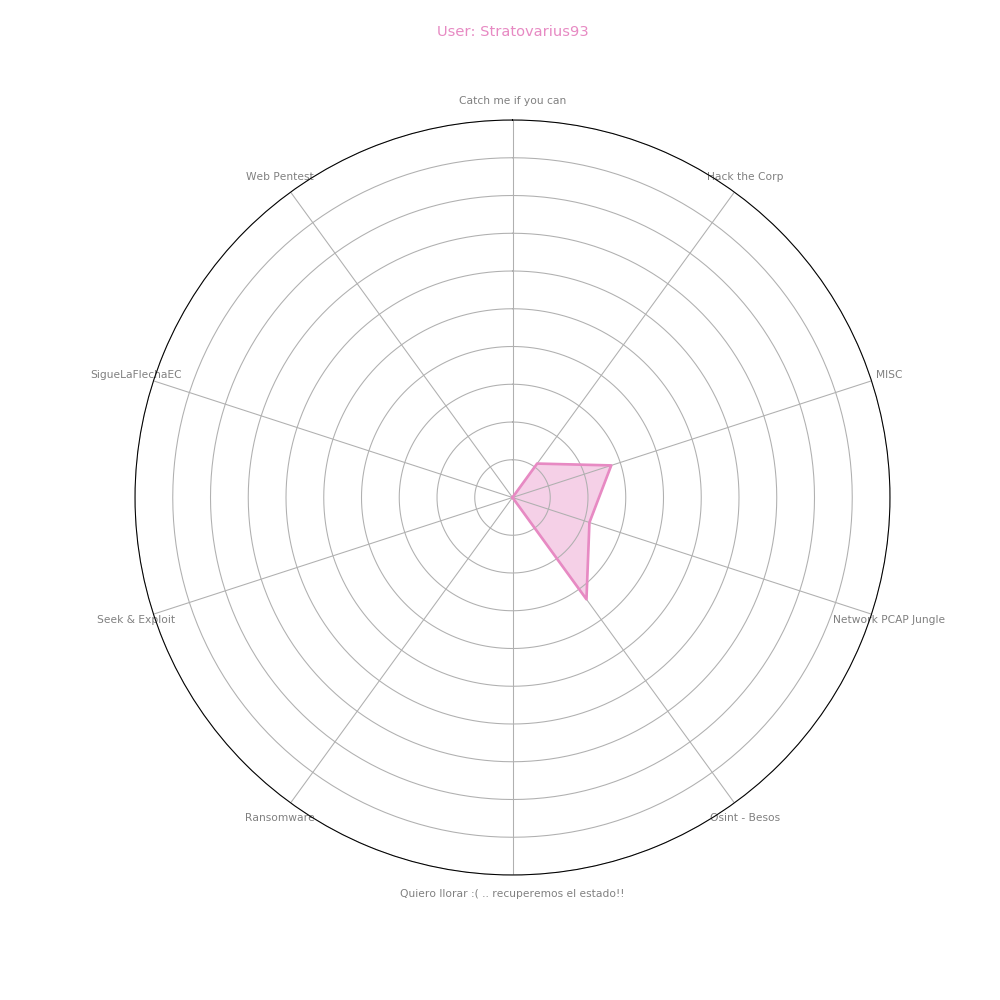 User: Stratovarius93
Catch me if you can
Web Pentest
Hack the Corp
SigueLaFlechaEC
MISC
Seek & Exploit
Network PCAP Jungle
Ransomware
Osint - Besos
Quiero llorar :( .. recuperemos el estado!!